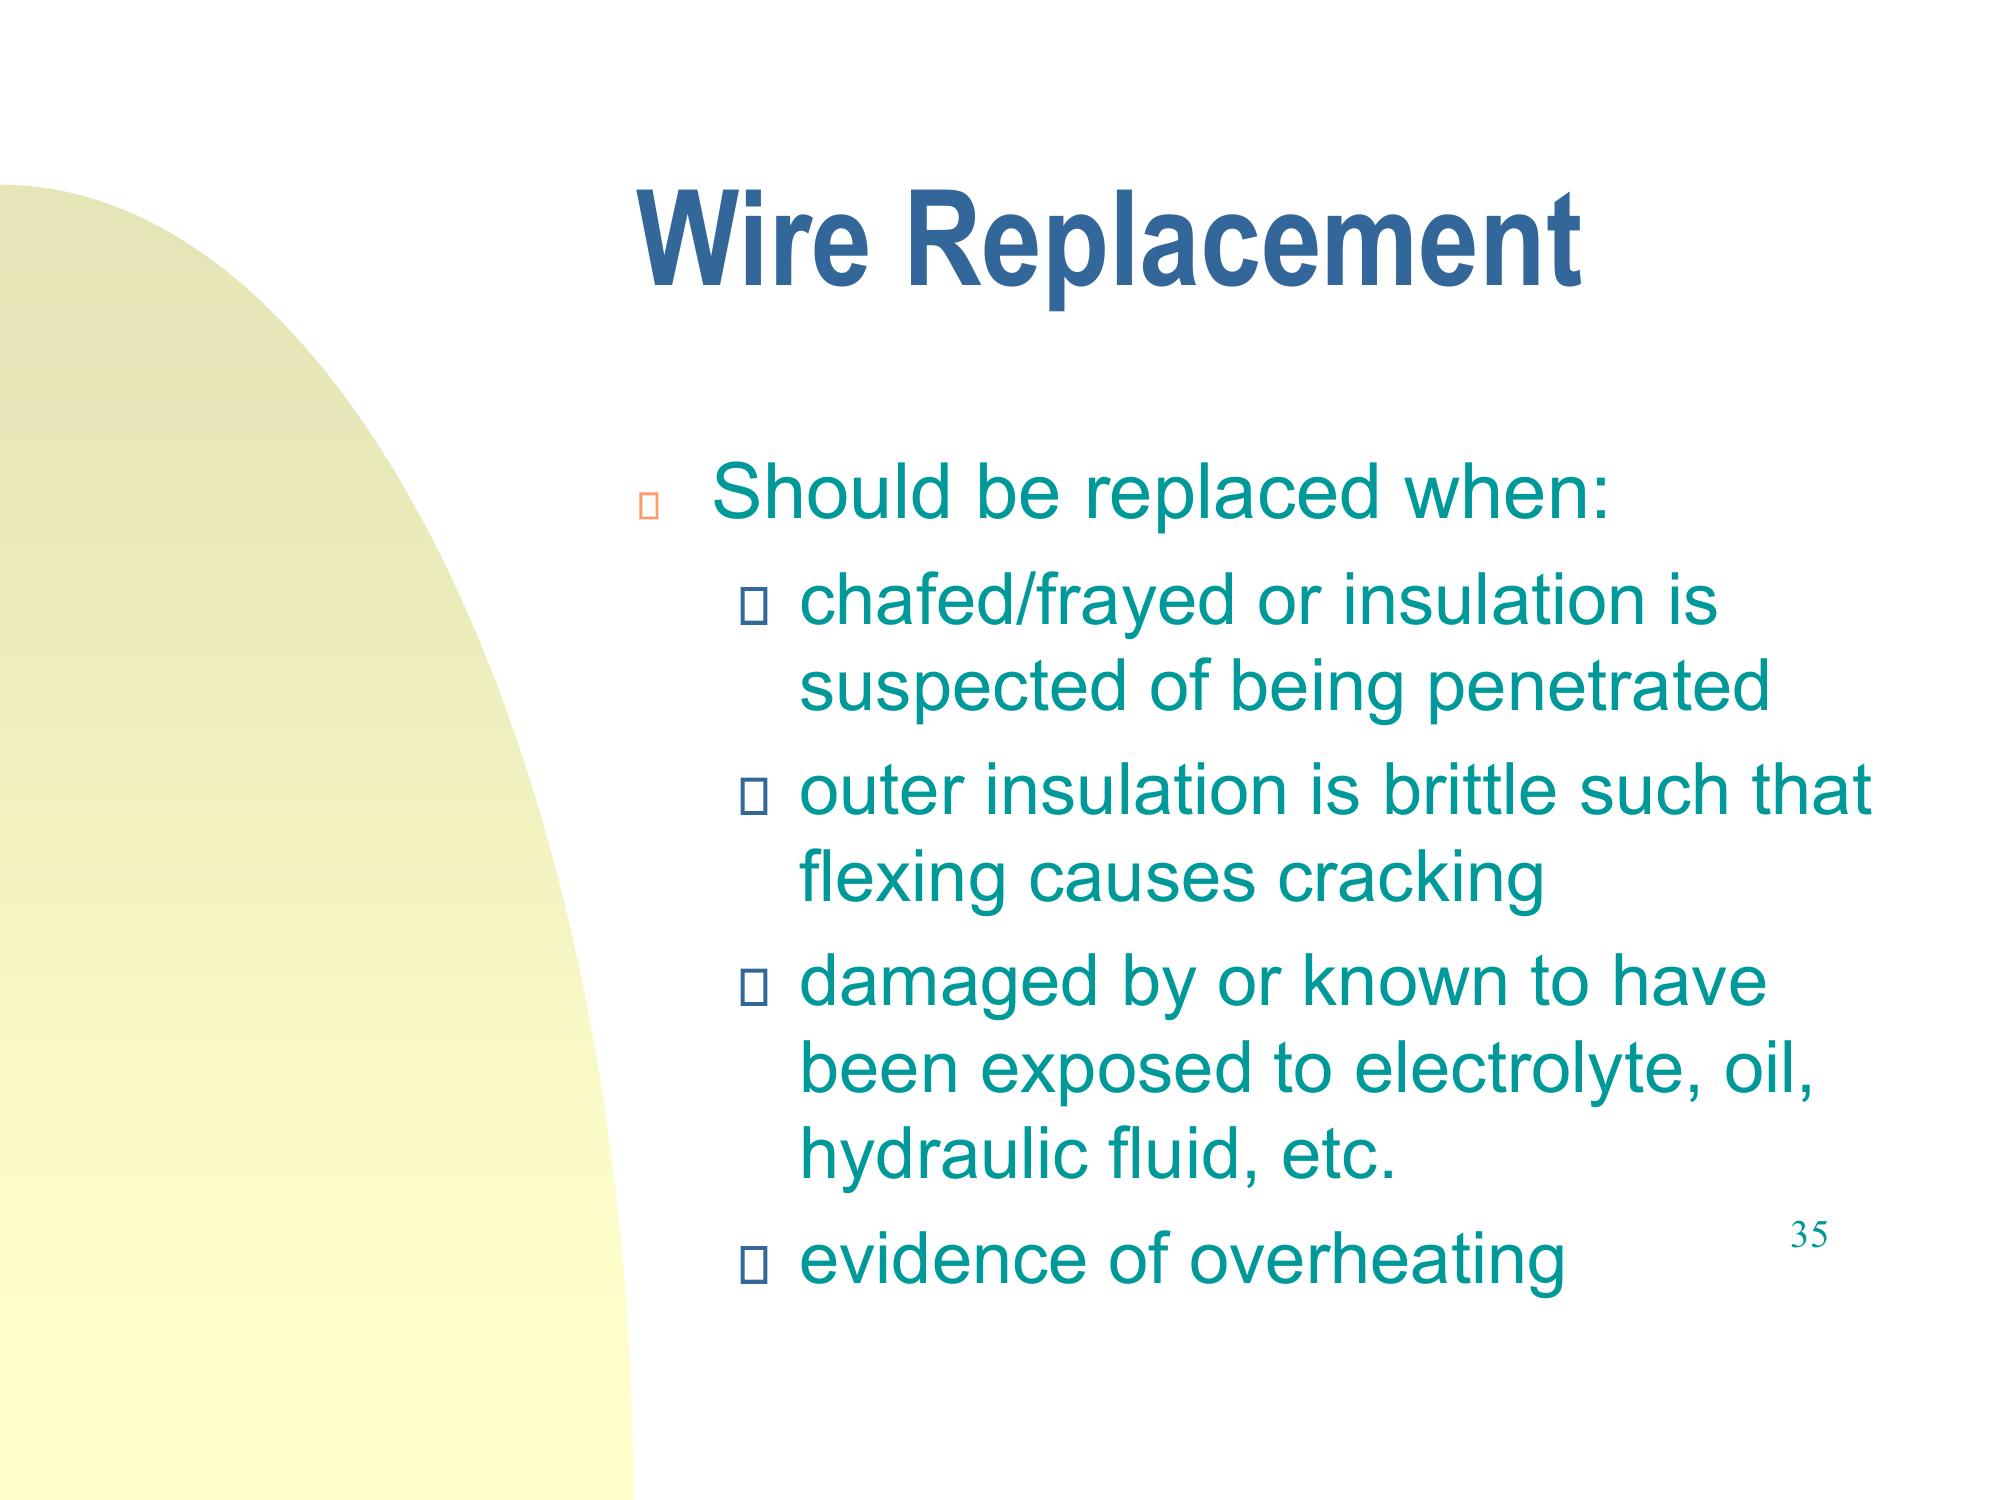 Wire Replacement
Should be replaced when:
chafed/frayed or insulation is
suspected of being penetrated
outer insulation is brittle such that
flexing causes cracking
damaged by or known to have
been exposed to electrolyte, oil,
hydraulic fluid, etc.
evidence of overheating
35